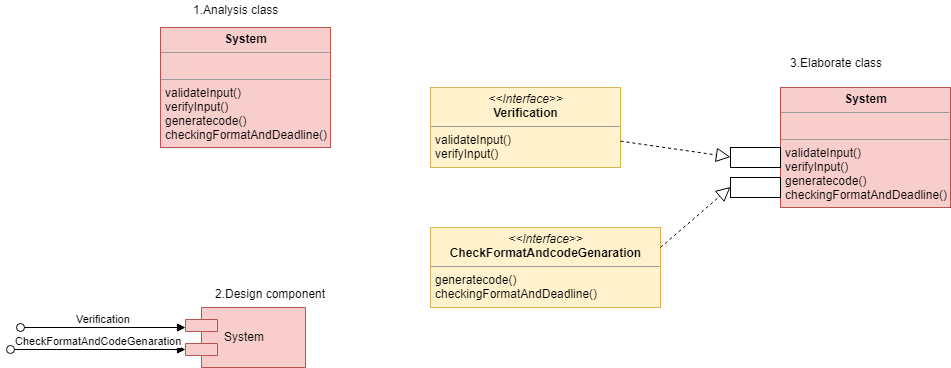 1.Analysis class
System
validateInput()
verifyInput()
generatecode()
checkingFormatAndDeadline()
3.Elaborate class
<<Interface>>
Verification
validateInput()
verifyInput()
System
validateInput()
verifyInput()
generatecode()
checkingFormatAndDeadline()
<<Interface>>
CheckFormatAndcodeGenaration
generatecode()
checkingFormatAndDeadline()
2.Design component
Verification
CheckFormatAndCodeGenaration
System